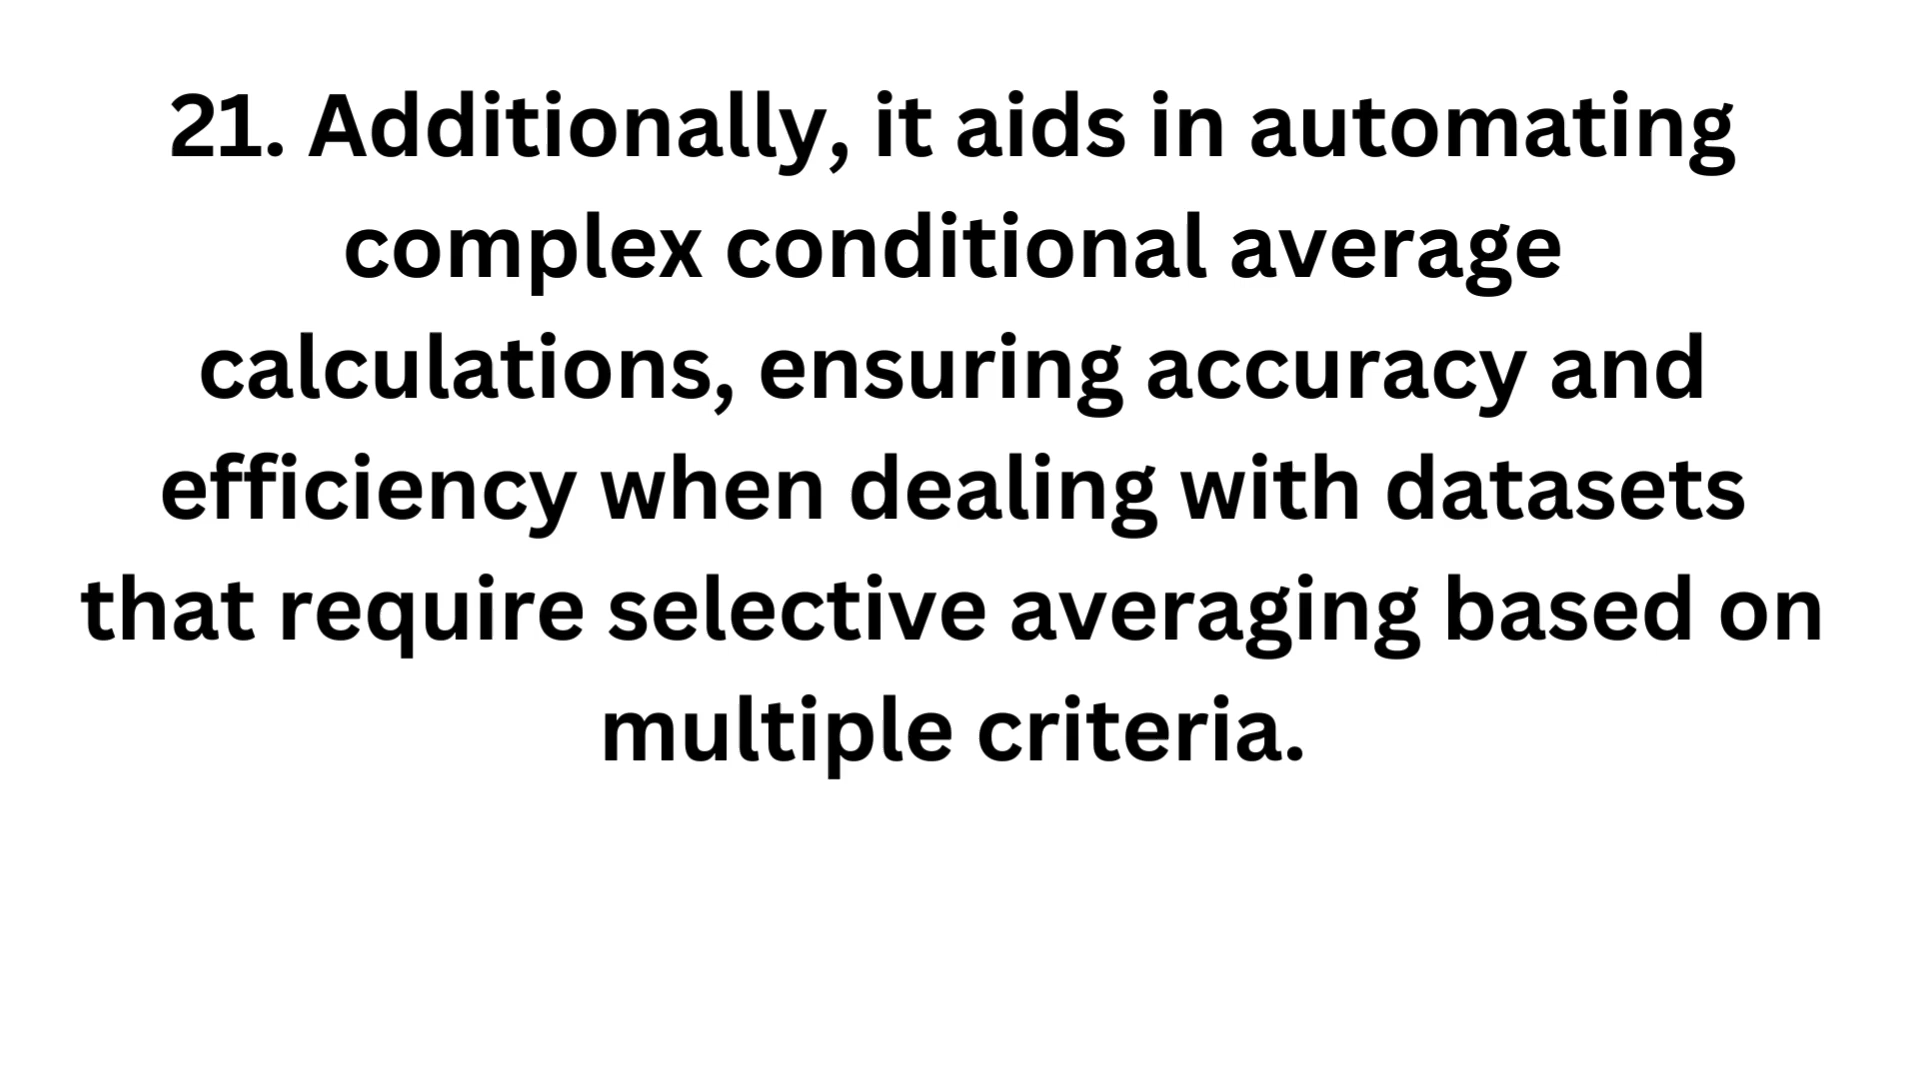 21. Additionally, it aids in automating
complex conditional average
calculations, ensuring accuracy and
efficiency when dealing with datasets
that require selective averaging based on
multiple criteria.